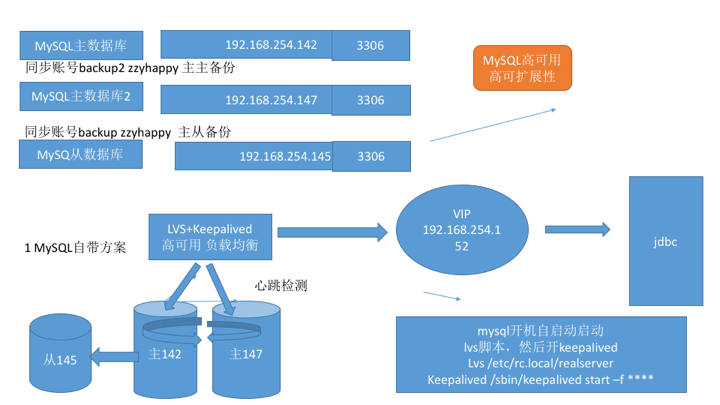 MySQL主数据库
192.168.254.142
3306
同步账号backup2 zzyhappy 主主备份
MySQL主数据库2
192.168.254.147
3306
同步账号backup zzyhappy 主从备份
MySQ从数据库
192.168.254.145
3306
MySQL高可用
高可扩展性
LVS+Keepalived
高可用 负载均衡
1 MySQL自带方案
VIP
192.168.254.1
52
jdbc
心跳检测
从145
主142
主147
mysql开机自启动启动
lvs脚本，然后开keepalived
Lvs /etc/rc.local/realserver
Keepalived /sbin/keepalived start –f ****